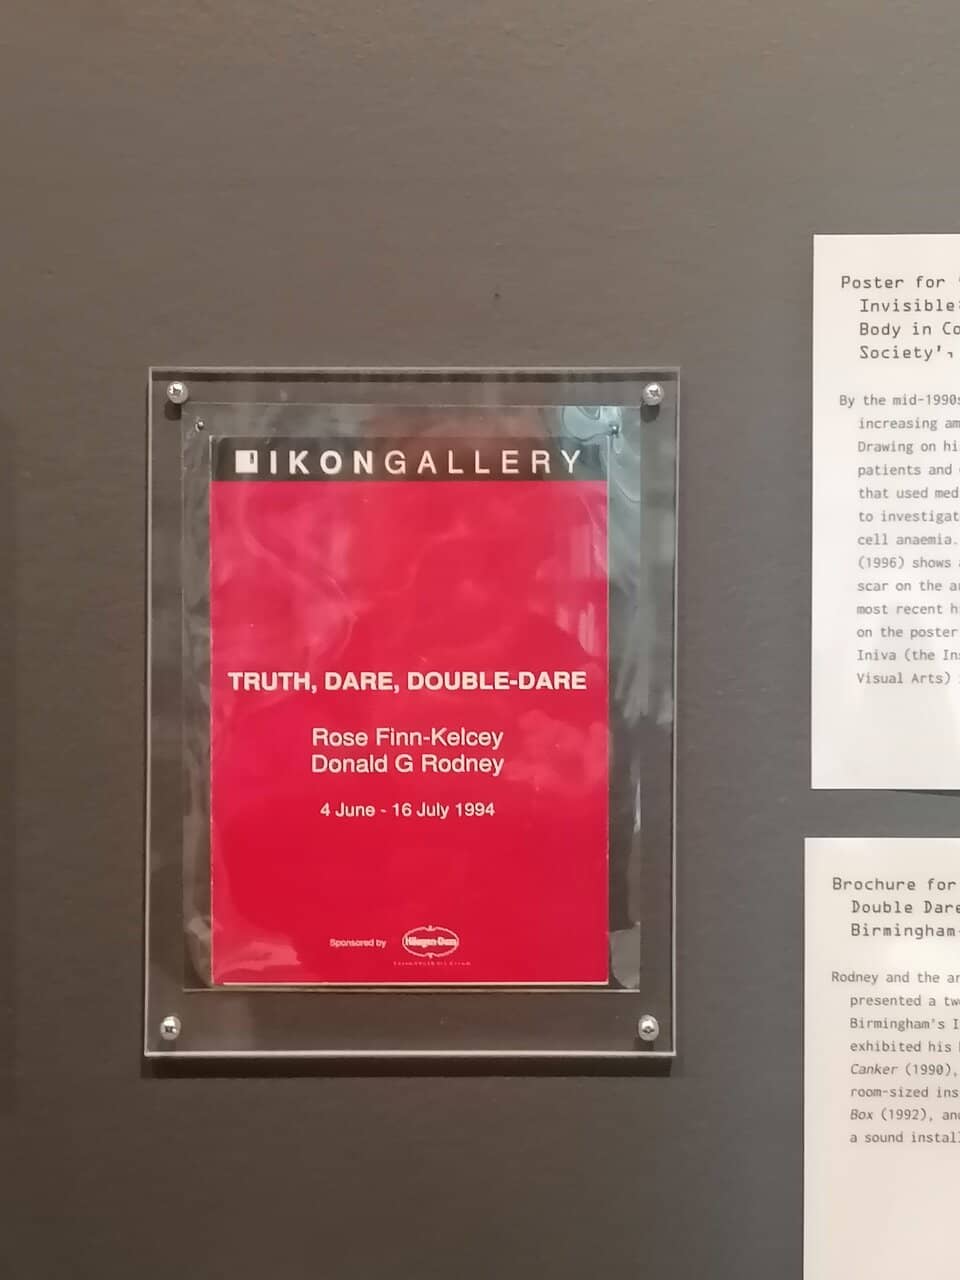 IKONGALLERY
TRUTH, DARE, DOUBLE-DARE
Rose Finn-Kelcey
Donald G Rodney
4 June - 16 July 1994
Sponsored by Häagen-Dazs
Poster for
Invisible
Body in Co
Society',
By the mid-1990s
increasing am
Drawing on hi
patients and
that used med
to investigat
cell anaemia.
(1996) shows a
scar on the a
most recent h
on the poster
Iniva (the Ins
Visual Arts)
Brochure for
Double Dare
Birmingham
Rodney and the ar
presented a two
Birmingham's I
exhibited his
Canker (1990),
room-sized ins
Box (1992), and
a sound install